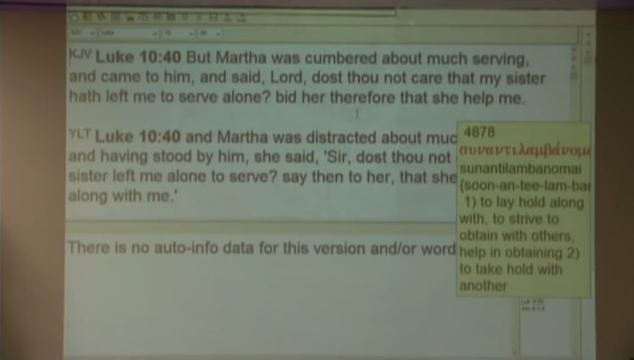 KJV Luke 10:40 But Martha was cumbered about much serving,
and came to him, and said, Lord, dost thou not care that my sister
hath left me to serve alone? bid her therefore that she help me.
YLT Luke 10:40 and Martha was distracted about muc
and having stood by him, she said, 'Sir, dost thou not
sister left me alone to serve? say then to her, that she
along with me.'
There is no auto-info data for this version and/or word
4878
συναντιλαμβάνομ
sunantilambanomai
(soon-an-tee-lam-bar
1) to lay hold along
with, to strive to
obtain with others,
help in obtaining 2)
to take hold with
another